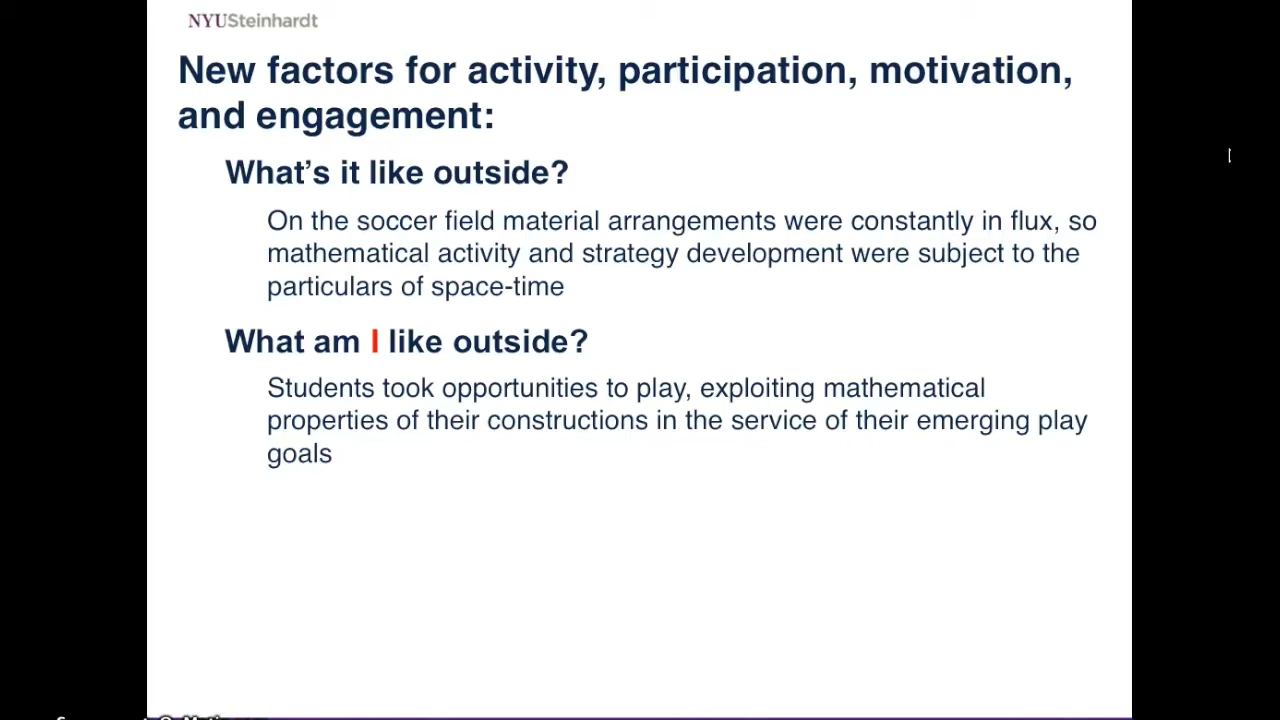 NYUSteinhardt
New factors for activity, participation, motivation,
and engagement:
What’s it like outside?
On the soccer field material arrangements were constantly in flux, so
mathematical activity and strategy development were subject to the
particulars of space-time
What am I like outside?
Students took opportunities to play, exploiting mathematical
properties of their constructions in the service of their emerging play
goals